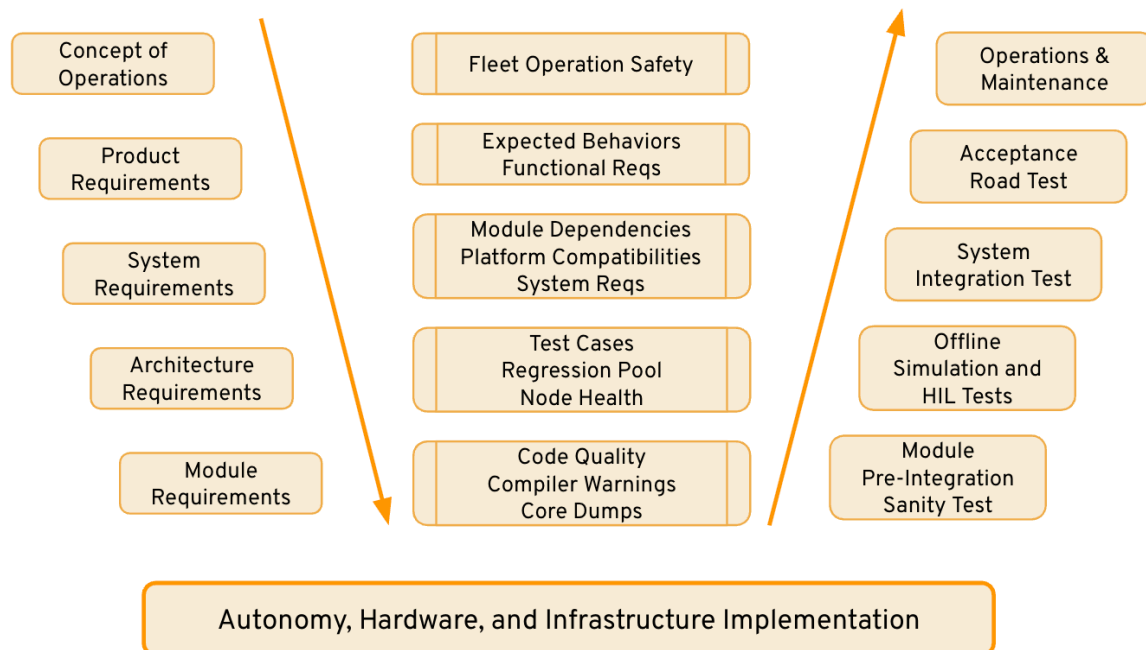 Concept of
Operations
Product
Requirements
System
Requirements
Architecture
Requirements
Module
Requirements
Fleet Operation Safety
Expected Behaviors
Functional Reqs
Module Dependencies
Platform Compatibilities
System Reqs
Test Cases
Regression Pool
Node Health
Code Quality
Compiler Warnings
Core Dumps
Operations &
Maintenance
Acceptance
Road Test
System
Integration Test
Offline
Simulation and
HIL Tests
Module
Pre-Integration
Sanity Test
Autonomy, Hardware, and Infrastructure Implementation